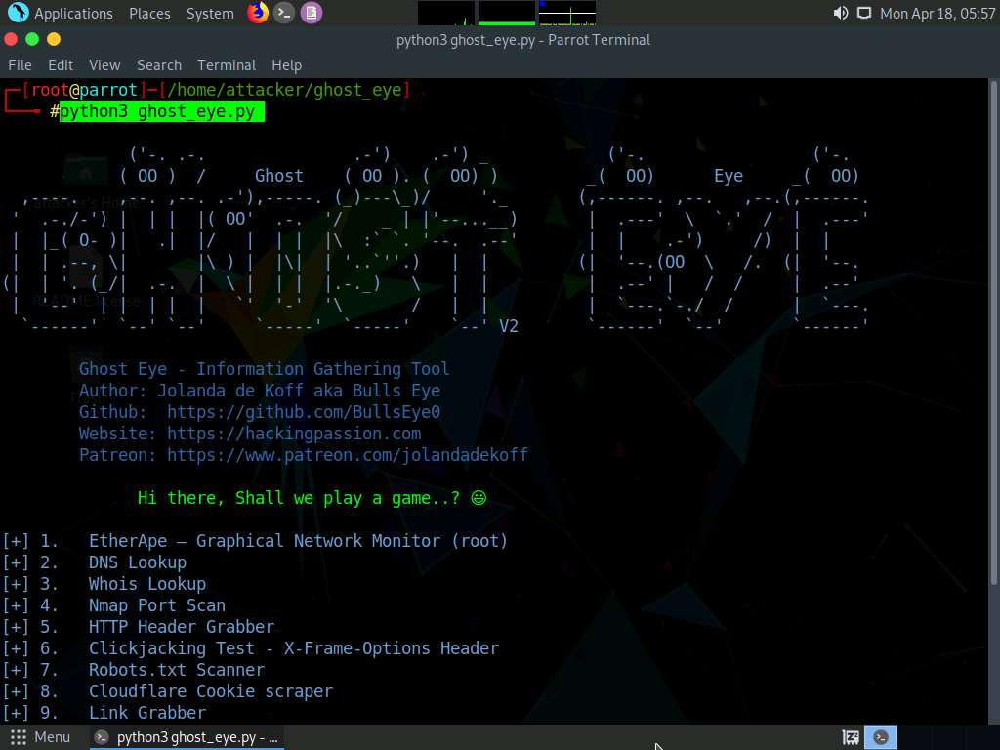 Applications Places System Mon Apr 18, 05:57
python3 ghost_eye.py - Parrot Terminal
File Edit View Search Terminal Help
┌─[root@parrot]─[/home/attacker/ghost_eye]
└──╼ #python3 ghost_eye.py
Ghost Eye
V2
Ghost Eye - Information Gathering Tool
Author: Jolanda de Koff aka Bulls Eye
Github: https://github.com/BullsEye0
Website: https://hackingpassion.com
Patreon: https://www.patreon.com/jolandadekoff
Hi there, Shall we play a game..? 😃
[+] 1. EtherApe – Graphical Network Monitor (root)
[+] 2. DNS Lookup
[+] 3. Whois Lookup
[+] 4. Nmap Port Scan
[+] 5. HTTP Header Grabber
[+] 6. Clickjacking Test - X-Frame-Options Header
[+] 7. Robots.txt Scanner
[+] 8. Cloudflare Cookie scraper
[+] 9. Link Grabber
Menu python3 ghost_eye.py - ...